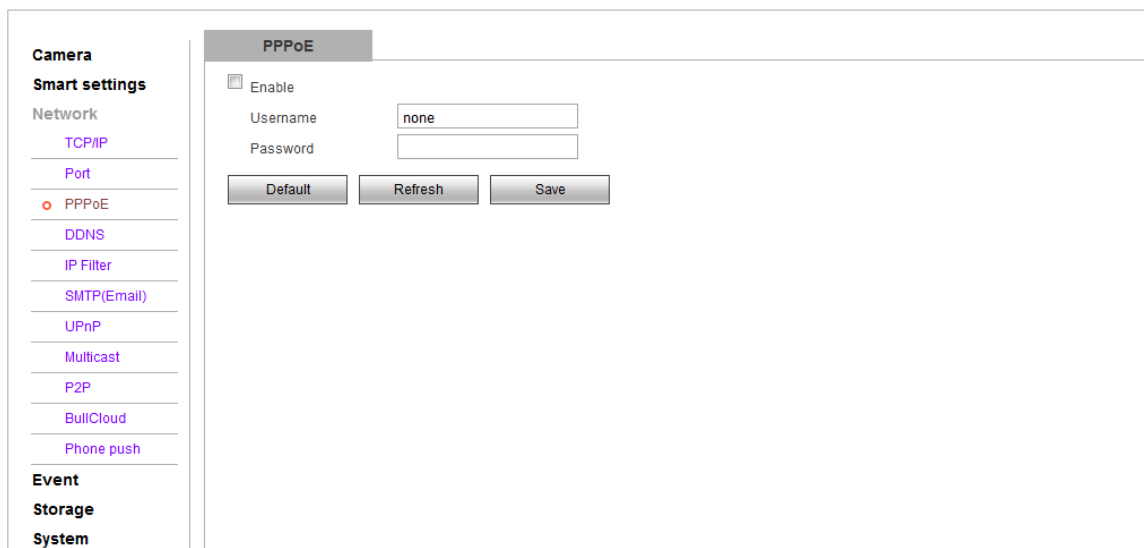 Camera
Smart settings
Network
TCP/IP
Port
PPPoE
DDNS
IP Filter
SMTP(Email)
UPnP
Multicast
P2P
BullCloud
Phone push
Event
Storage
System
PPPoE
Enable
Username none
Password
Default Refresh Save